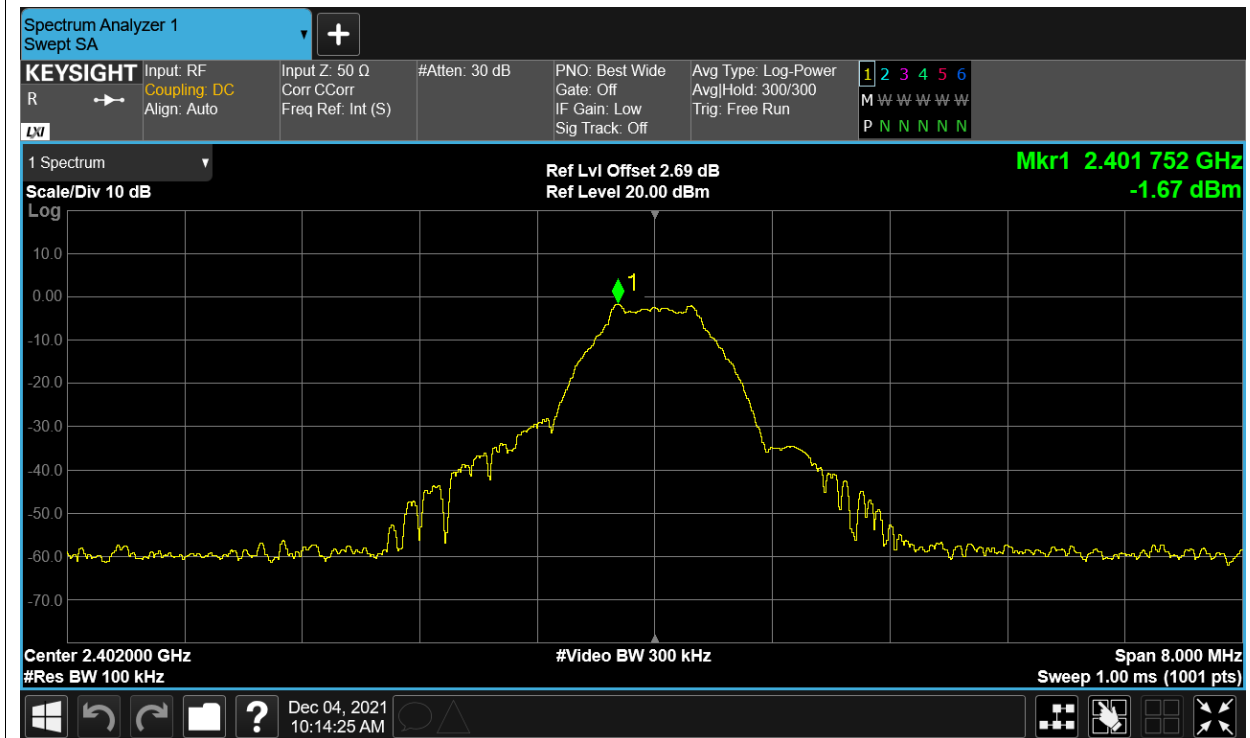 Spectrum Analyzer 1
Swept SA
+
KEYSIGHT
R
LXI
Input: RF
Coupling: DC
Align: Auto
Input Z: 50 Ω
Corr CCorr
Freq Ref: Int (S)
#Atten: 30 dB
PNO: Best Wide
Gate: Off
IF Gain: Low
Sig Track: Off
Avg Type: Log-Power
Avg|Hold: 300/300
Trig: Free Run
1 2 3 4 5 6
M W W W W W
P N N N N N
1 Spectrum
Scale/Div 10 dB
Log
Ref Lvl Offset 2.69 dB
Ref Level 20.00 dBm
Mkr1 2.401 752 GHz
-1.67 dBm
1
10.0
0.00
-10.0
-20.0
-30.0
-40.0
-50.0
-60.0
-70.0
Center 2.402000 GHz
#Res BW 100 kHz
#Video BW 300 kHz
Span 8.000 MHz
Sweep 1.00 ms (1001 pts)
?
Dec 04, 2021
10:14:25 AM